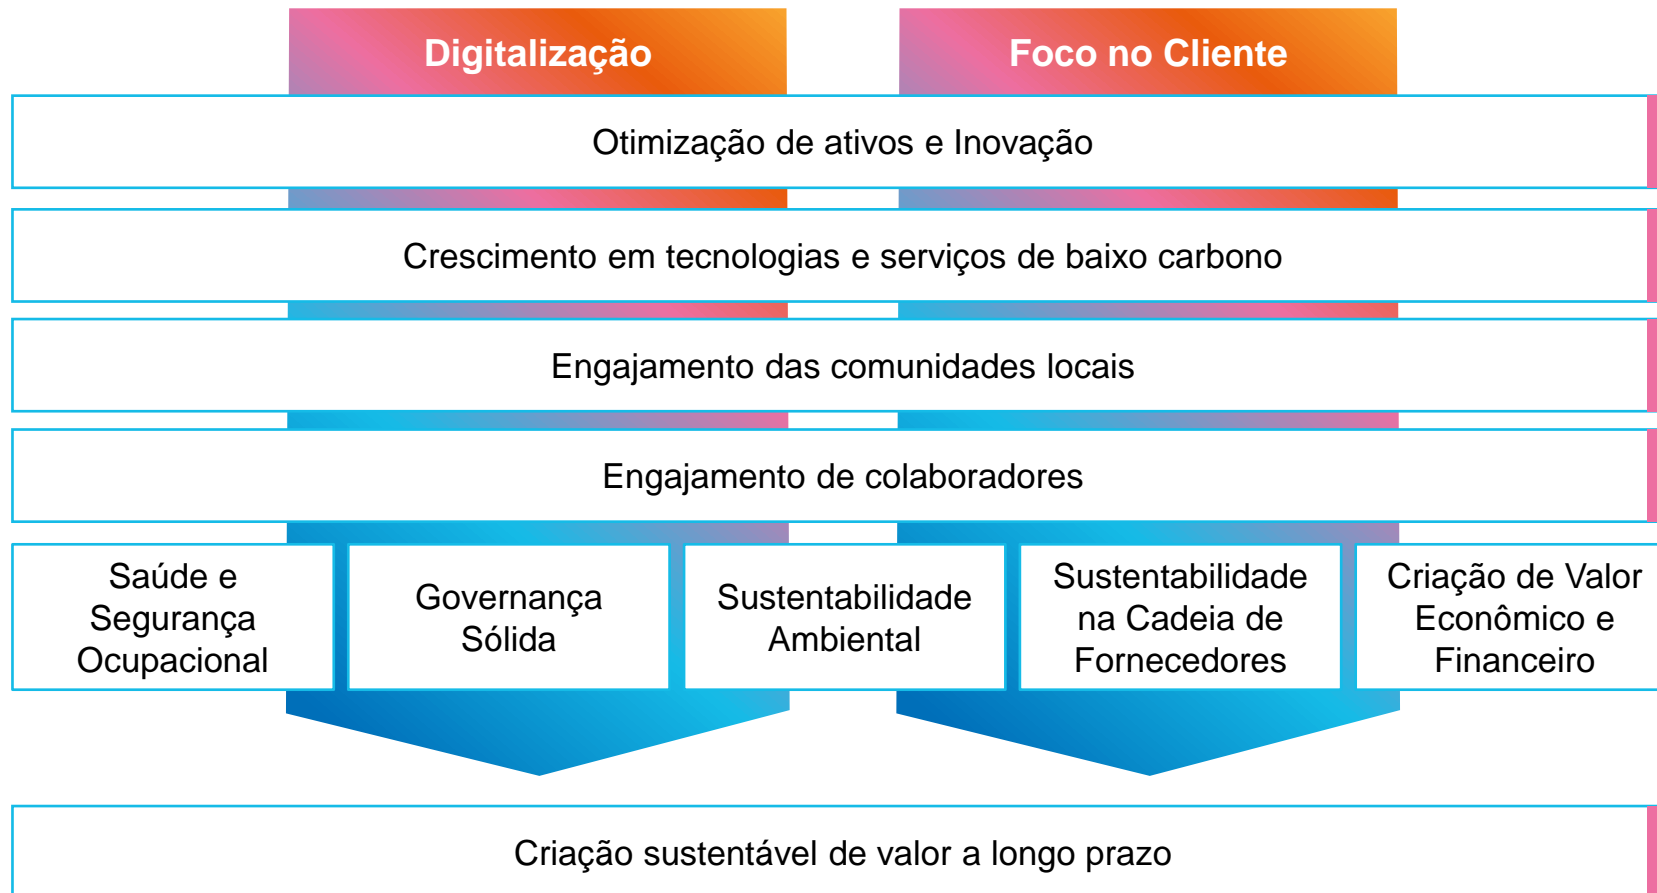 Digitalização
Foco no Cliente
Otimização de ativos e Inovação
Crescimento em tecnologias e serviços de baixo carbono
Engajamento das comunidades locais
Engajamento de colaboradores
Saúde e
Segurança
Ocupacional
Governança
Sólida
Sustentabilidade
Ambiental
Sustentabilidade
na Cadeia de
Fornecedores
Criação de Valor
Econômico e
Financeiro
Criação sustentável de valor a longo prazo